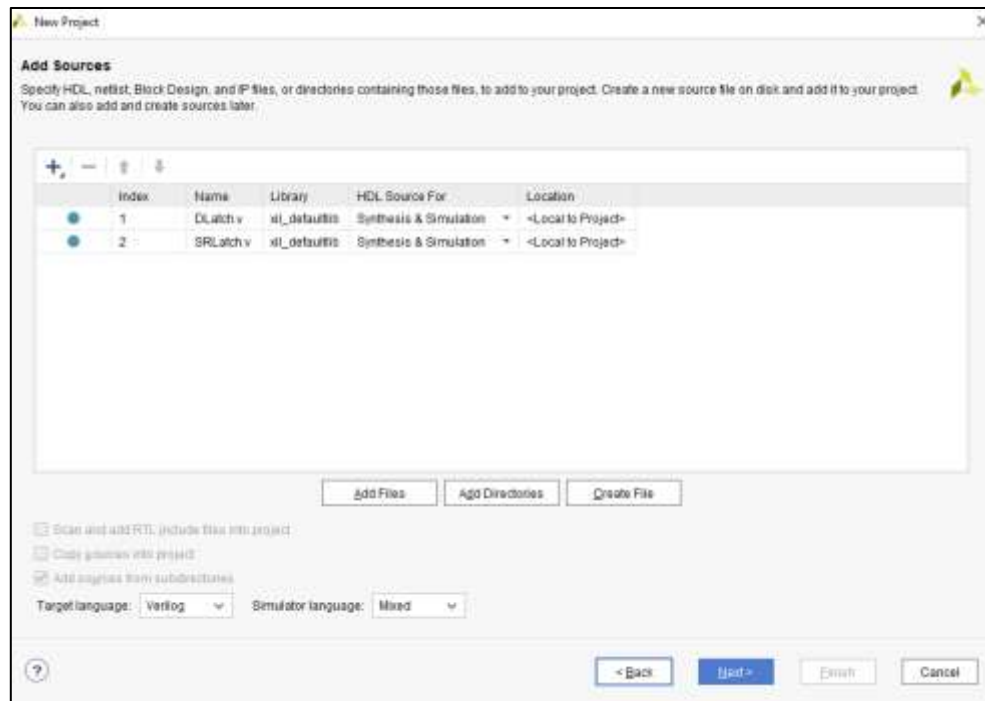 New Project
Add Sources
Specify HDL, netlist, Block Design, and IP files, or directories containing those files, to add to your project. Create a new source file on disk and add it to your project.
You can also add and create sources later.
Index Name Library HDL Source For Location
1 DLatch.v xil_defaultlib Synthesis & Simulation <Local to Project>
2 SRLatch.v xil_defaultlib Synthesis & Simulation <Local to Project>
Add Files Add Directories Create File
Scan and add RTL include files into project
Copy sources into project
Add sources from subdirectories
Target language: Verilog Simulator language: Mixed
? < Back Next > Finish Cancel